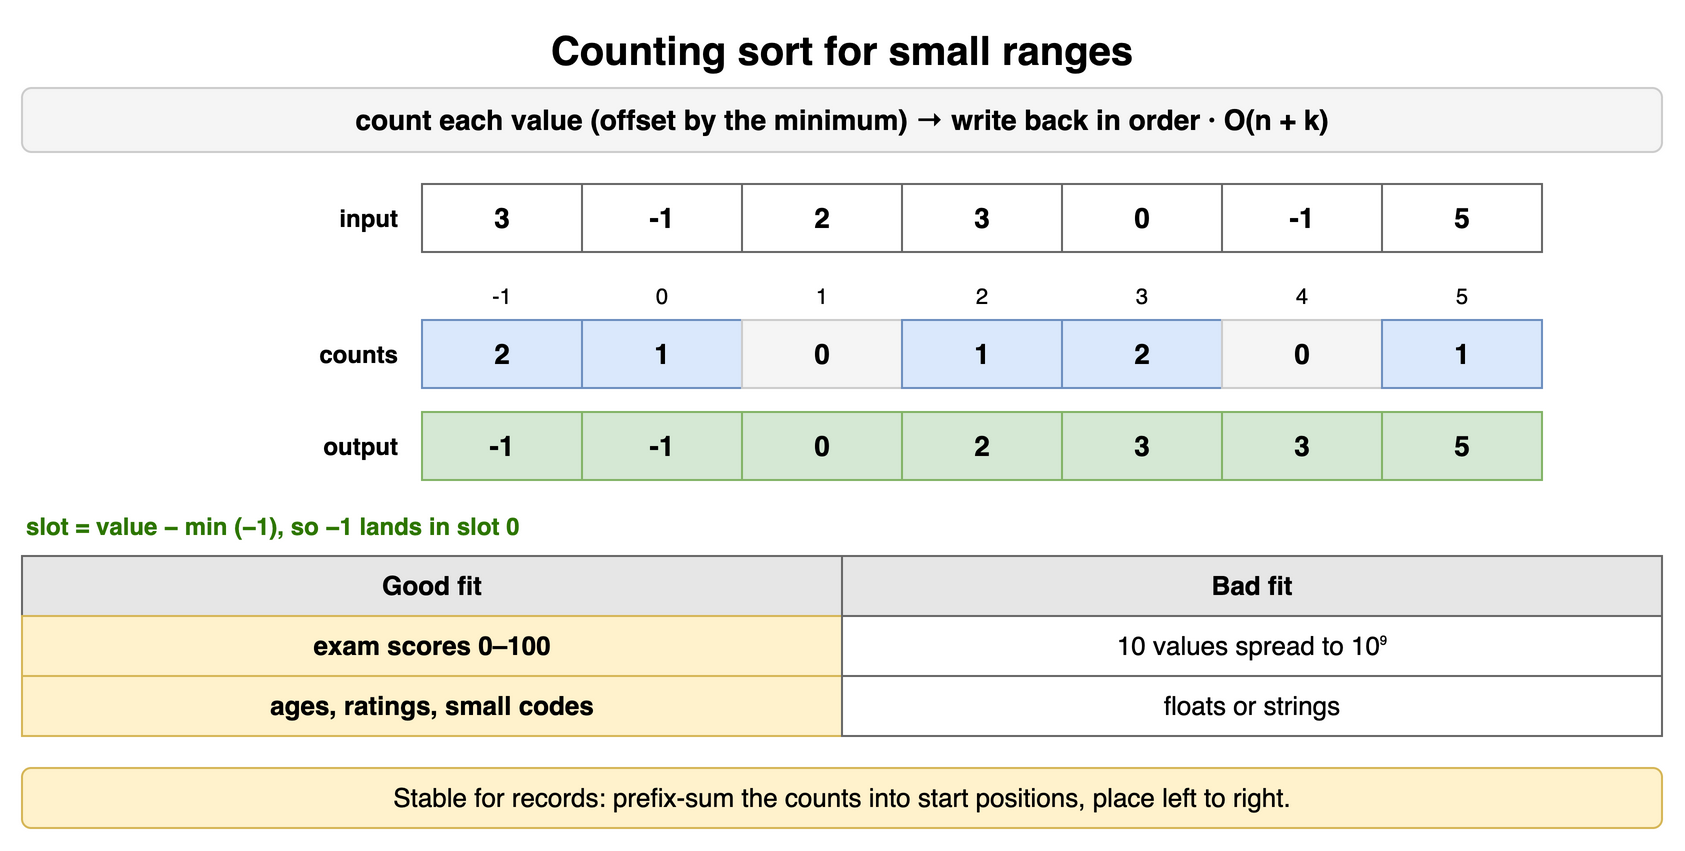 Counting sort for small ranges
count each value (offset by the minimum) → write back in order · O(n + k)
input 3 -1 2 3 0 -1 5
-1 0 1 2 3 4 5
counts 2 1 0 1 2 0 1
output -1 -1 0 2 3 3 5
slot = value – min (–1), so –1 lands in slot 0
Good fit Bad fit
exam scores 0–100 10 values spread to 10⁹
ages, ratings, small codes floats or strings
Stable for records: prefix-sum the counts into start positions, place left to right.